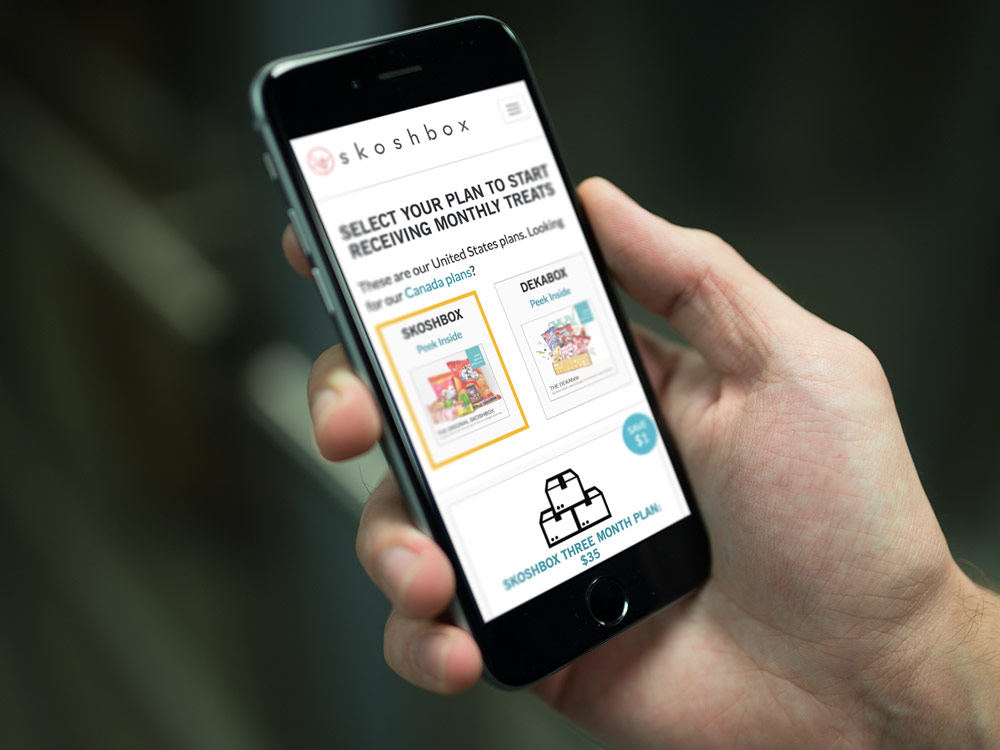 skoshbox
SELECT YOUR PLAN TO START
RECEIVING MONTHLY TREATS
These are our United States plans. Looking
for our Canada plans?
SKOSHBOX
Peek Inside
THE ORIGINAL SKOSHBOX
DEKABOX
Peek Inside
THE DEKABOX
SAVE
$1
SKOSHBOX THREE MONTH PLAN:
$35